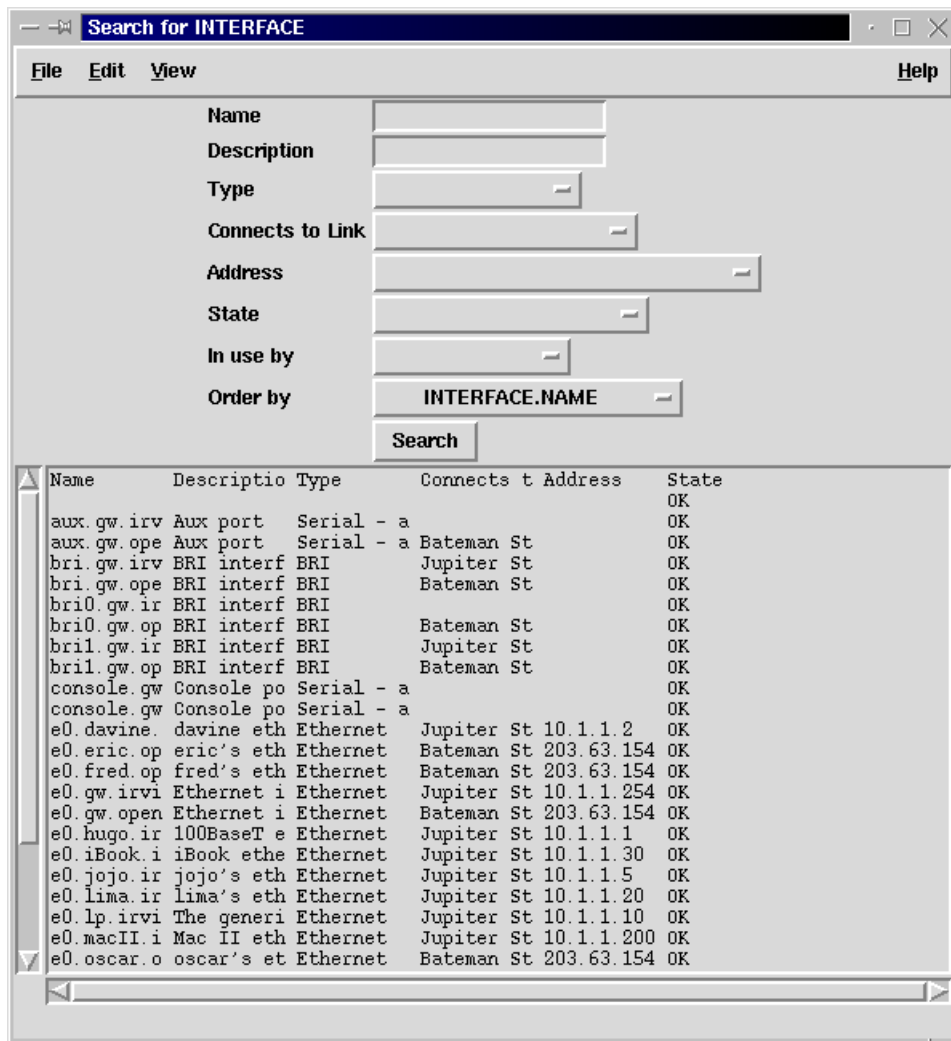 Search for INTERFACE
File Edit View Help
Name
Description
Type
Connects to Link
Address
State
In use by
Order by INTERFACE.NAME
Search
Name Descriptio Type Connects t Address State
OK
aux.gw.irv Aux port Serial - a OK
aux.gw.ope Aux port Serial - a Bateman St OK
bri.gw.irv BRI interf BRI Jupiter St OK
bri.gw.ope BRI interf BRI Bateman St OK
bri0.gw.ir BRI interf BRI OK
bri0.gw.op BRI interf BRI Bateman St OK
bri1.gw.ir BRI interf BRI Jupiter St OK
bri1.gw.op BRI interf BRI Bateman St OK
console.gw Console po Serial - a OK
console.gw Console po Serial - a OK
e0.davine. davine eth Ethernet Jupiter St 10.1.1.2 OK
e0.eric.op eric's eth Ethernet Bateman St 203.63.154 OK
e0.fred.op fred's eth Ethernet Bateman St 203.63.154 OK
e0.gw.irvi Ethernet i Ethernet Jupiter St 10.1.1.254 OK
e0.gw.open Ethernet i Ethernet Bateman St 203.63.154 OK
e0.hugo.ir 100BaseT e Ethernet Jupiter St 10.1.1.1 OK
e0.iBook.i iBook ethe Ethernet Jupiter St 10.1.1.30 OK
e0.jojo.ir jojo's eth Ethernet Jupiter St 10.1.1.5 OK
e0.lima.ir lima's eth Ethernet Jupiter St 10.1.1.20 OK
e0.lp.irvi The generi Ethernet Jupiter St 10.1.1.10 OK
e0.macII.i Mac II eth Ethernet Jupiter St 10.1.1.200 OK
e0.oscar.o oscar's et Ethernet Bateman St 203.63.154 OK